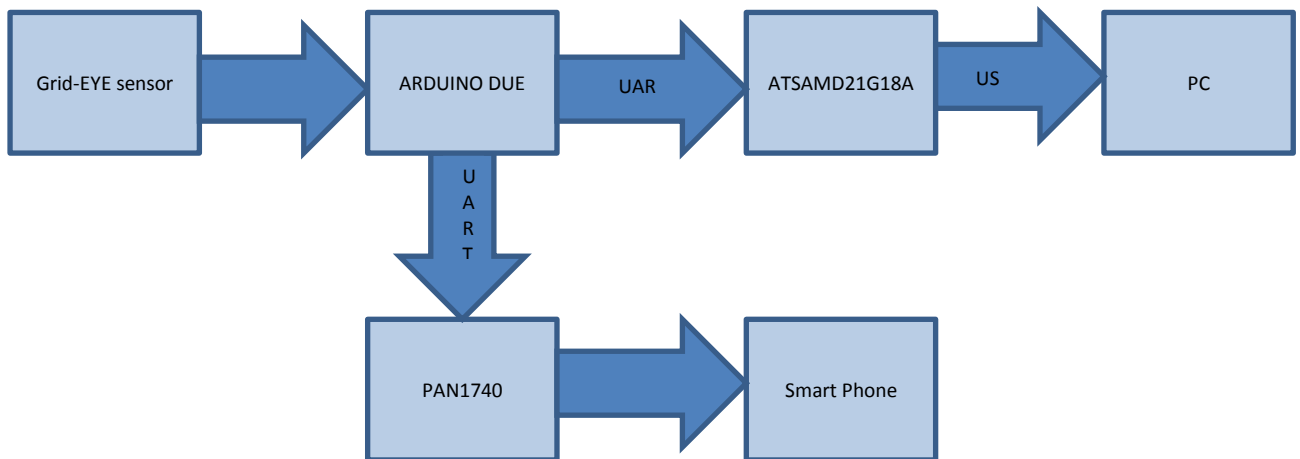 Grid-EYE sensor
ARDUINO DUE
UAR
ATSAMD21G18A
US
PC
U
A
R
T
PAN1740
Smart Phone